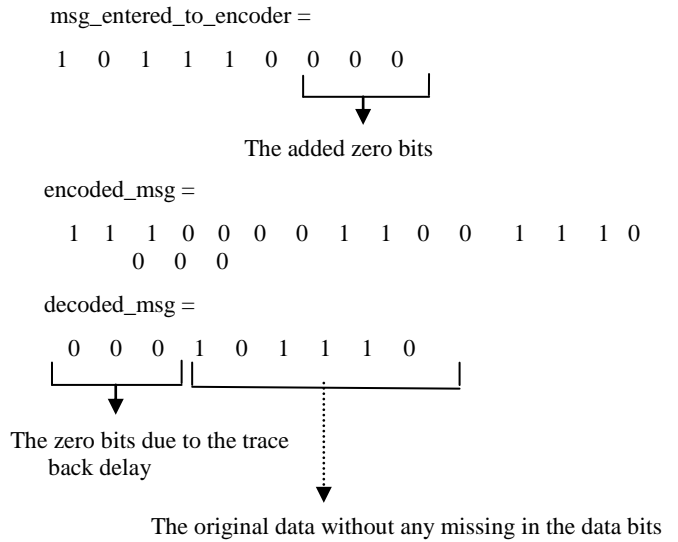 msg_entered_to_encoder =
1 0 1 1 1 0 0 0 0
The added zero bits
encoded_msg =
1 1 1 0 0 0 0 1 1 0 0 1 1 1 0
0 0 0
decoded_msg =
0 0 0 1 0 1 1 1 0
The zero bits due to the trace
back delay
The original data without any missing in the data bits